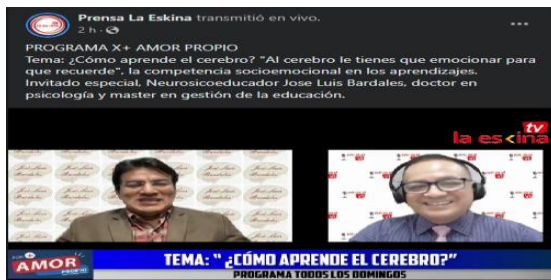 Prensa La Eskina transmitió en vivo.
2 h ·
PROGRAMA X+ AMOR PROPIO
Tema: ¿Cómo aprende el cerebro? "Al cerebro le tienes que emocionar para
que recuerde", la competencia socioemocional en los aprendizajes.
Invitado especial, Neurosicoeducador Jose Luis Bardales, doctor en
psicología y master en gestión de la educación.
tv
la es<ina
AMOR
PROPIO
TEMA: " ¿CÓMO APRENDE EL CEREBRO?"
PROGRAMA TODOS LOS DOMINGOS